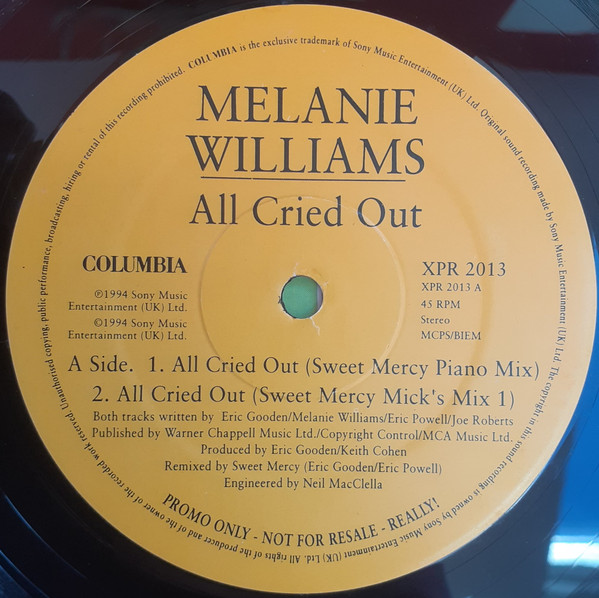 MELANIE
WILLIAMS
All Cried Out
COLUMBIA
℗1994 Sony Music
Entertainment (UK) Ltd.
©1994 Sony Music
Entertainment (UK) Ltd.
XPR 2013
XPR 2013 A
45 RPM
Stereo
MCPS/BIEM
A Side. 1. All Cried Out (Sweet Mercy Piano Mix)
2. All Cried Out (Sweet Mercy Mick's Mix 1)
Both tracks written by Eric Gooden/Melanie Williams/Eric Powell/Joe Roberts
Published by Warner Chappell Music Ltd./Copyright Control/MCA Music Ltd.
Produced by Eric Gooden/Keith Cohen
Remixed by Sweet Mercy (Eric Gooden/Eric Powell)
Engineered by Neil MacClella
PROMO ONLY - NOT FOR RESALE - REALLY!
COLUMBIA is the exclusive trademark of Sony Music Entertainment (UK) Ltd. Original sound recording made by Sony Music Entertainment (UK) Ltd. The copyright in this sound recording is owned by Sony Music Entertainment (UK) Ltd. All rights of the producer and of the owner of the recorded work reserved. Unauthorised copying, public performance, broadcasting, hiring or rental of this recording prohibited.